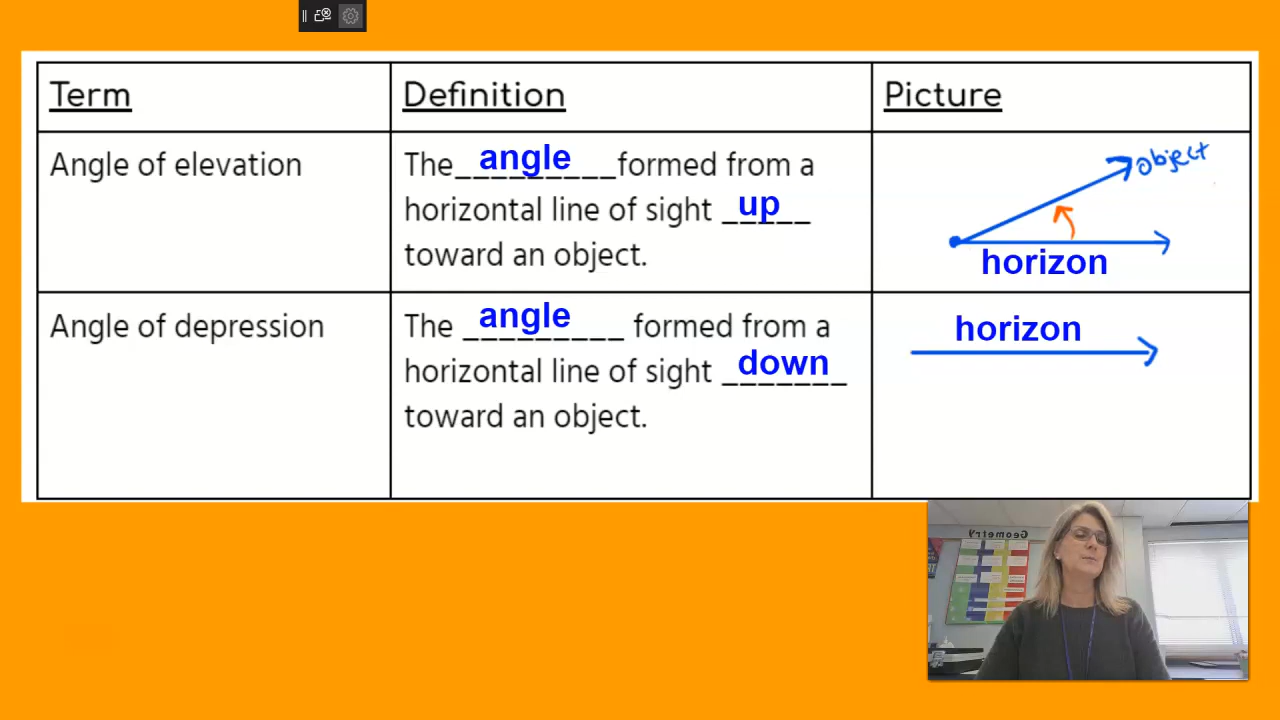 Term
Definition
Picture
Angle of elevation
The angle formed from a
horizontal line of sight up
toward an object.
object
horizon
Angle of depression
The angle formed from a
horizontal line of sight down
toward an object.
horizon
Geometry